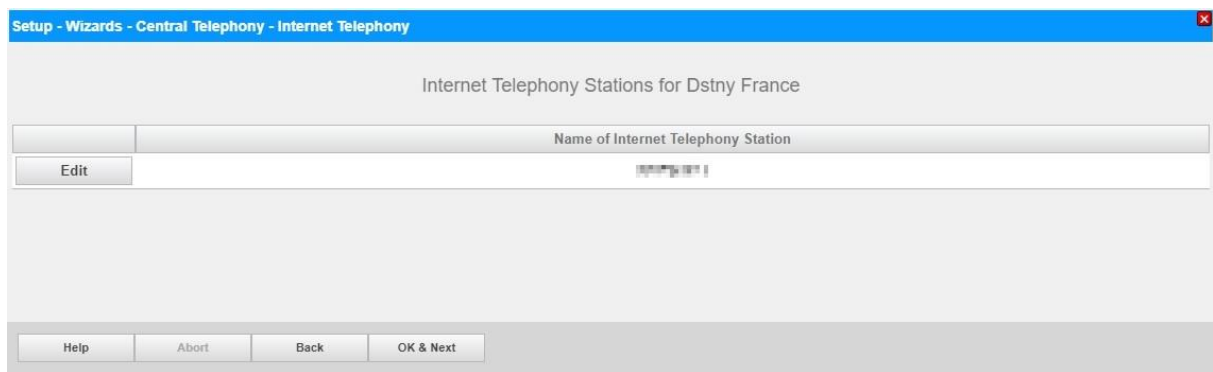 Setup - Wizards - Central Telephony - Internet Telephony
Internet Telephony Stations for Dstny France
Name of Internet Telephony Station
Edit
Help Abort Back OK & Next